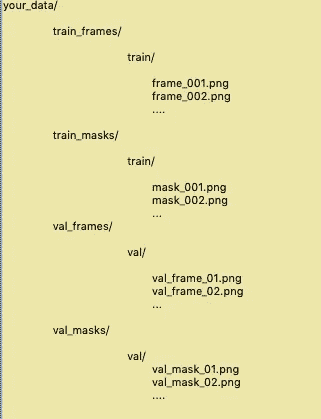 your_data/
train_frames/
train/
frame_001.png
frame_002.png
....
train_masks/
train/
mask_001.png
mask_002.png
...
val_frames/
val/
val_frame_01.png
val_frame_02.png
...
val_masks/
val/
val_mask_01.png
val_mask_02.png
....